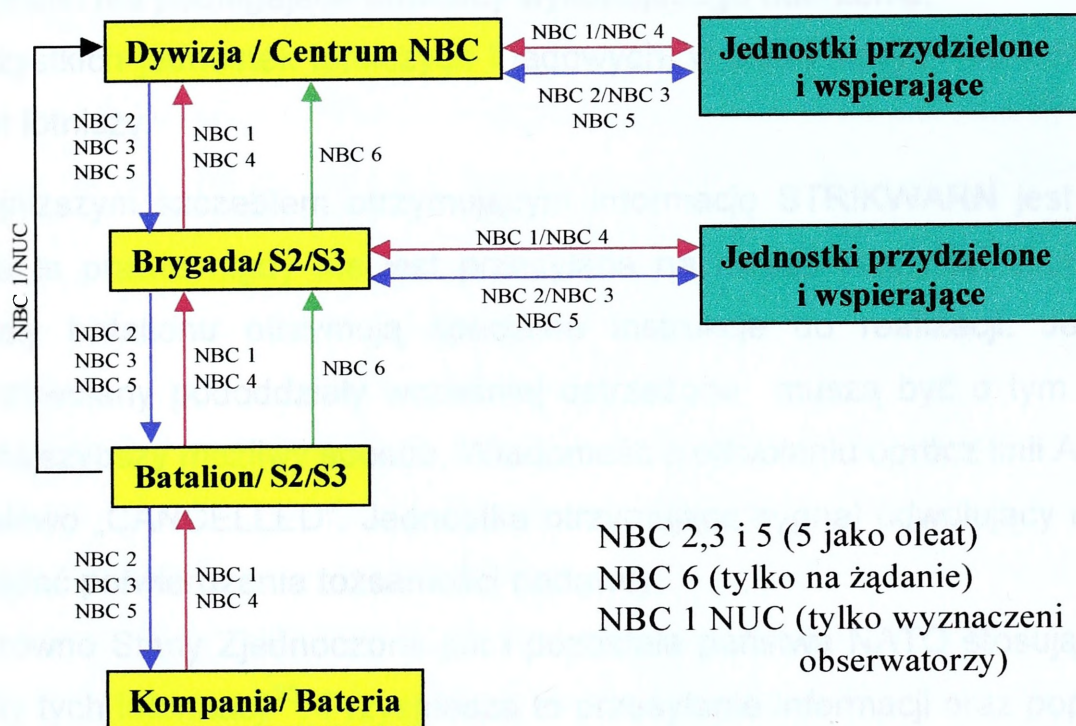 Dywizja / Centrum NBC
NBC 1/NBC 4
NBC 2/NBC 3
NBC 5
Jednostki przydzielone
i wspierające
NBC 2
NBC 3
NBC 5
NBC 1
NBC 4
NBC 6
NBC 1/NUC
Brygada/ S2/S3
NBC 1/NBC 4
NBC 2/NBC 3
NBC 5
Jednostki przydzielone
i wspierające
NBC 2
NBC 3
NBC 5
NBC 1
NBC 4
NBC 6
Batalion/ S2/S3
NBC 2
NBC 3
NBC 5
NBC 1
NBC 4
Kompania/ Bateria
NBC 2,3 i 5 (5 jako oleat)
NBC 6 (tylko na żądanie)
NBC 1 NUC (tylko wyznaczeni
obserwatorzy)